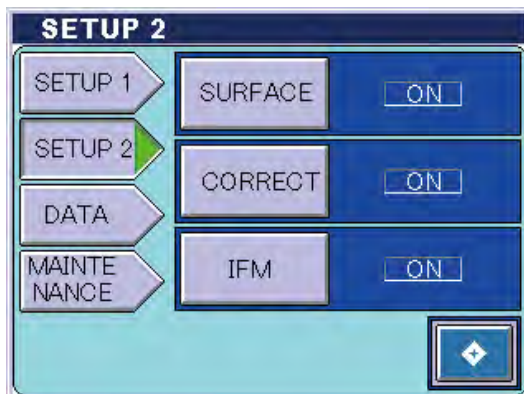 SETUP 2
SETUP 1
SURFACE ON
SETUP 2
CORRECT ON
DATA
MAINTE
NANCE
IFM ON